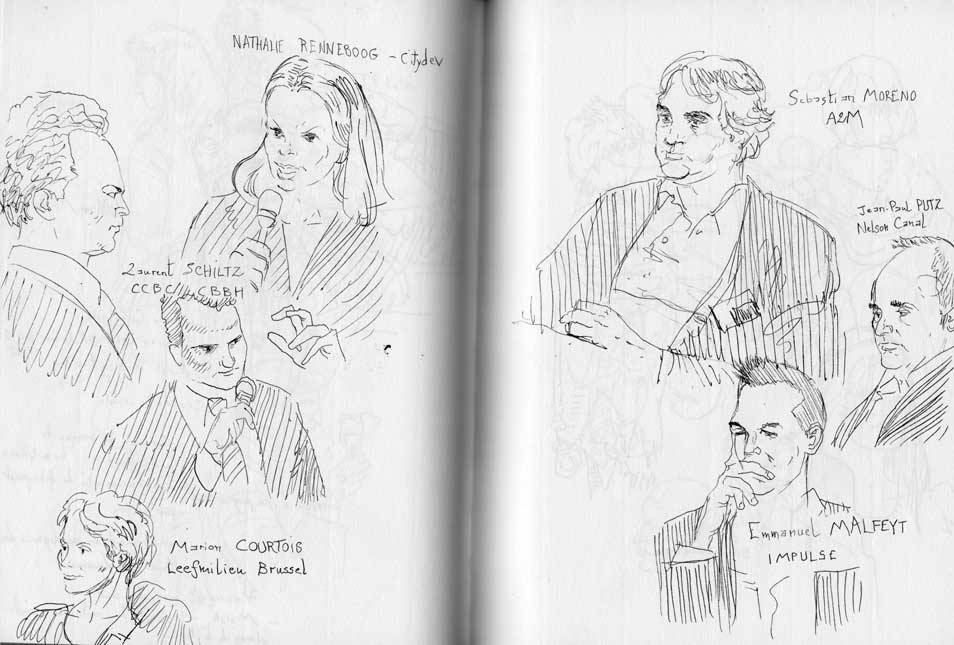 NATHALIE RENNEBOOG - Citydev
Laurent SCHILTZ
CCBC CBBH
Marion COURTOIS
Leefmilieu Brussel
Sebastian MORENO
A2M
Jean-Paul PUTZ
Nelson Canal
Emmanuel MALFEYT
IMPULSE